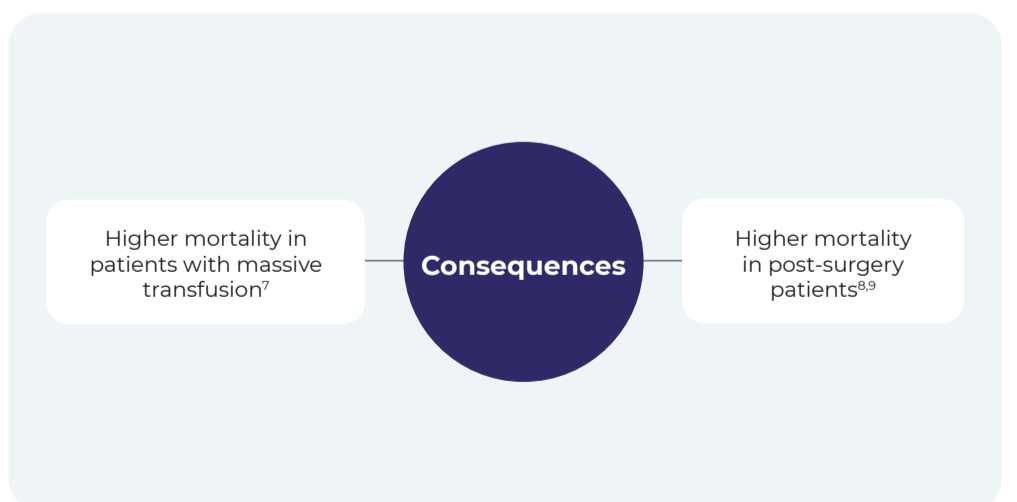 Higher mortality in
patients with massive
transfusion⁷
Consequences
Higher mortality
in post-surgery
patients⁸,⁹